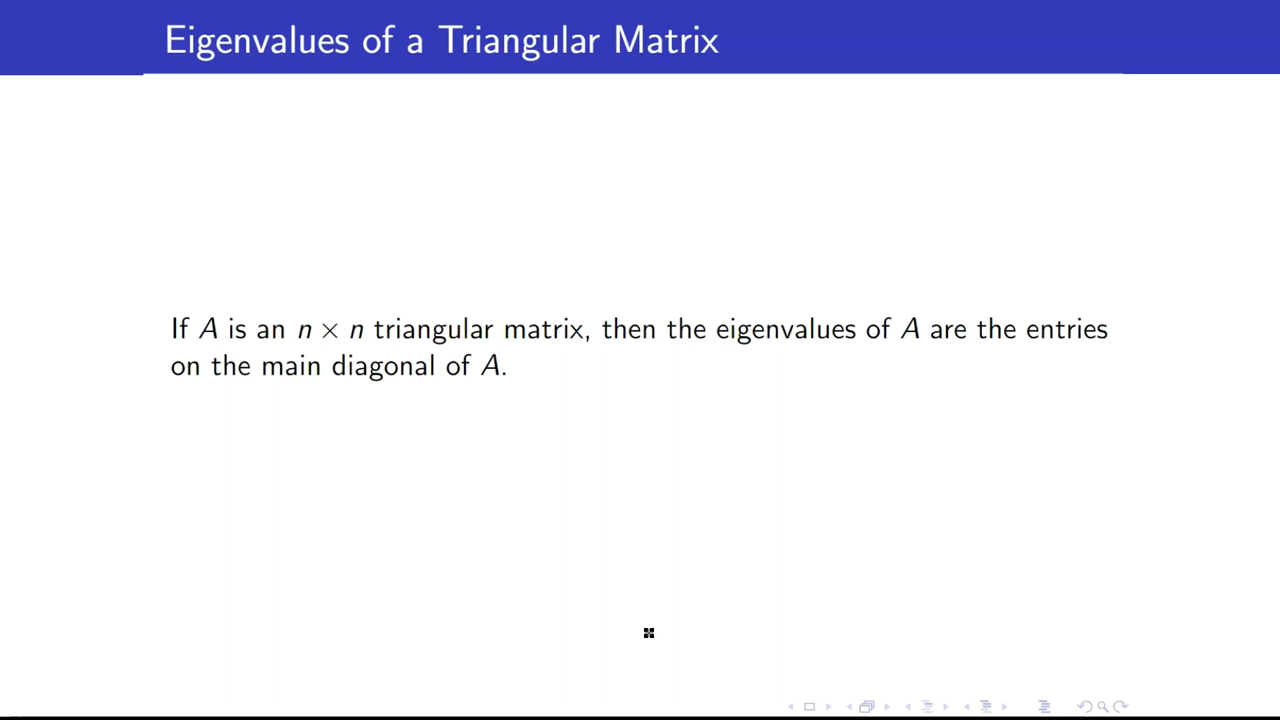 Eigenvalues of a Triangular Matrix
If A is an n × n triangular matrix, then the eigenvalues of A are the entries
on the main diagonal of A.